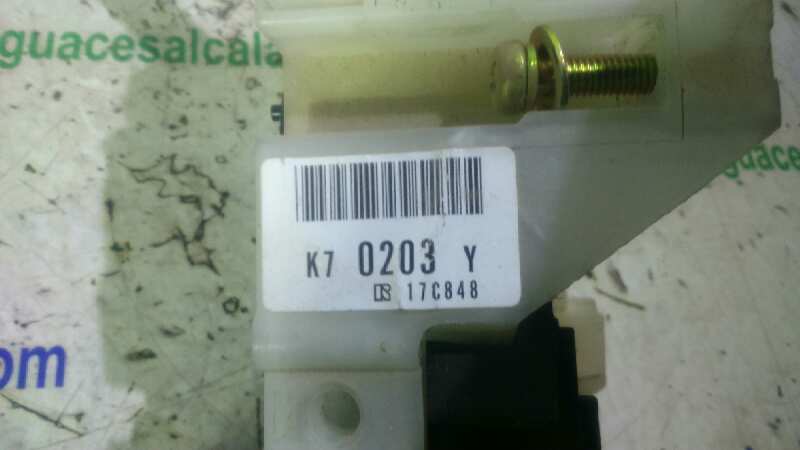 guacesalcala
guace
K7 0203 Y
17C848
om